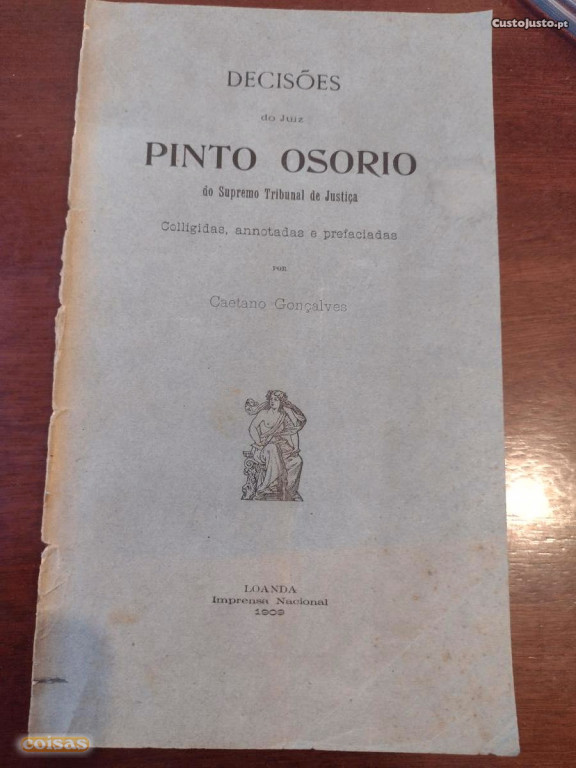 CustoJusto.pt
DECISÕES
do Juiz
PINTO OSORIO
do Supremo Tribunal de Justiça
Colligidas, annotadas e prefaciadas
POR
Caetano Gonçalves
LOANDA
Imprensa Nacional
1909
coisas